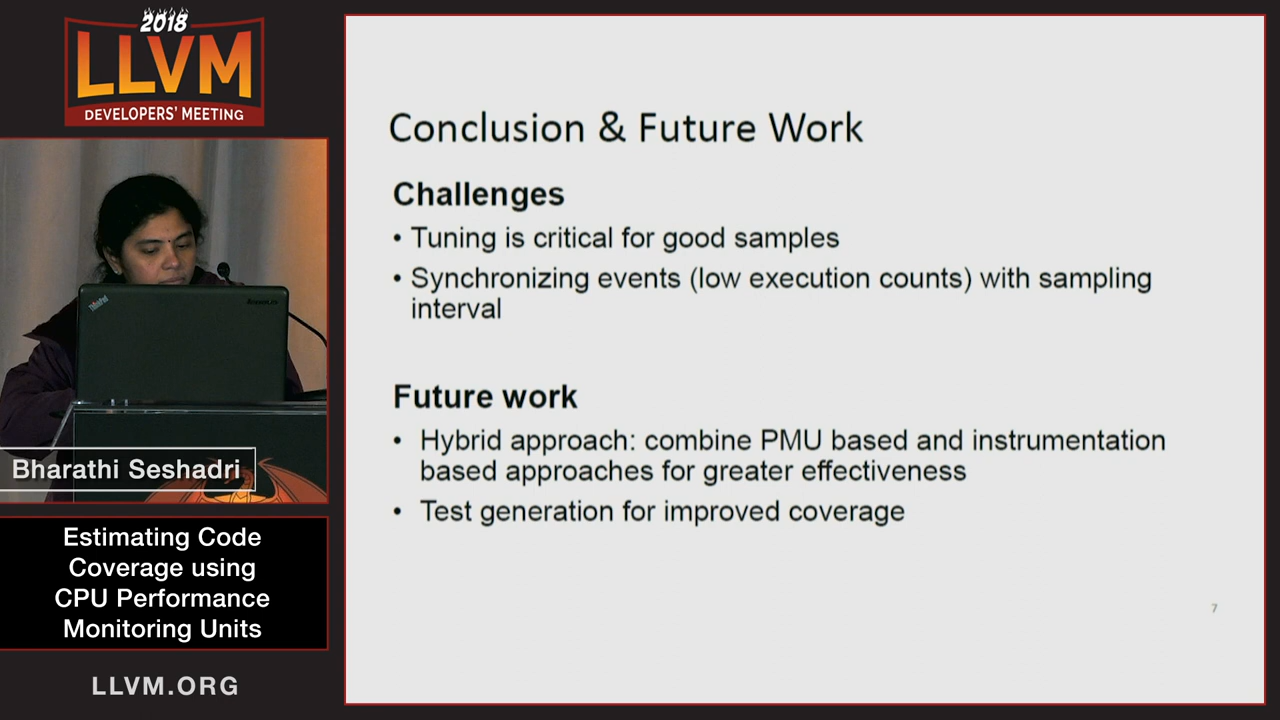 2018
LLVM
DEVELOPERS' MEETING
ThinkPad
Bharathi Seshadri
Estimating Code
Coverage using
CPU Performance
Monitoring Units
LLVM.ORG
Conclusion & Future Work
Challenges
• Tuning is critical for good samples
• Synchronizing events (low execution counts) with sampling
interval
Future work
• Hybrid approach: combine PMU based and instrumentation
based approaches for greater effectiveness
• Test generation for improved coverage
7